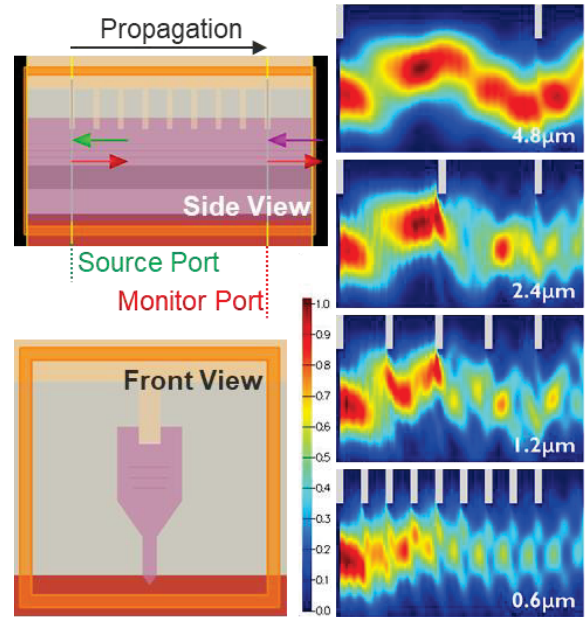 Propagation
Side View
Source Port
Monitor Port
Front View
1.0
0.9
0.8
0.7
0.6
0.5
0.4
0.3
0.2
0.1
0.0
4.8μm
2.4μm
1.2μm
0.6μm